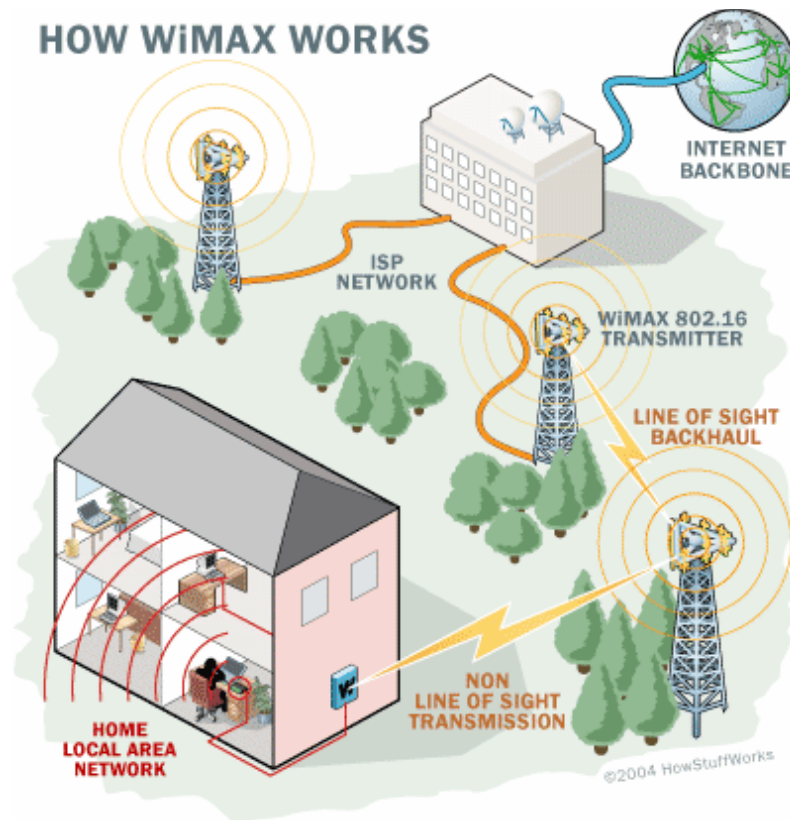 HOW WiMAX WORKS
INTERNET
BACKBONE
ISP
NETWORK
WiMAX 802.16
TRANSMITTER
LINE OF SIGHT
BACKHAUL
NON
LINE OF SIGHT
TRANSMISSION
HOME
LOCAL AREA
NETWORK
©2004 HowStuffWorks